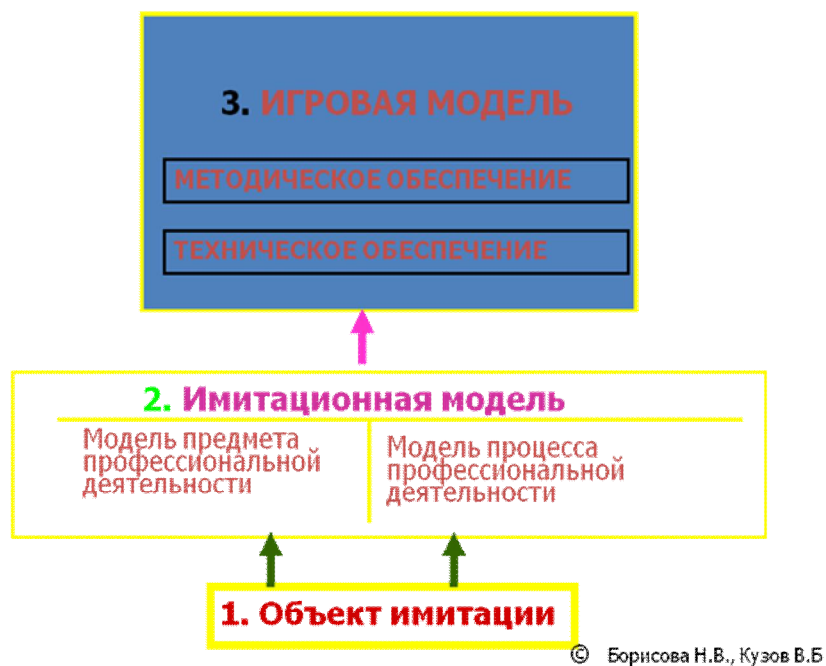 3. ИГРОВАЯ МОДЕЛЬ
МЕТОДИЧЕСКОЕ ОБЕСПЕЧЕНИЕ
ТЕХНИЧЕСКОЕ ОБЕСПЕЧЕНИЕ
2. Имитационная модель
Модель предмета
профессиональной
деятельности
Модель процесса
профессиональной
деятельности
1. Объект имитации
© Борисова Н.В., Кузов В.Б